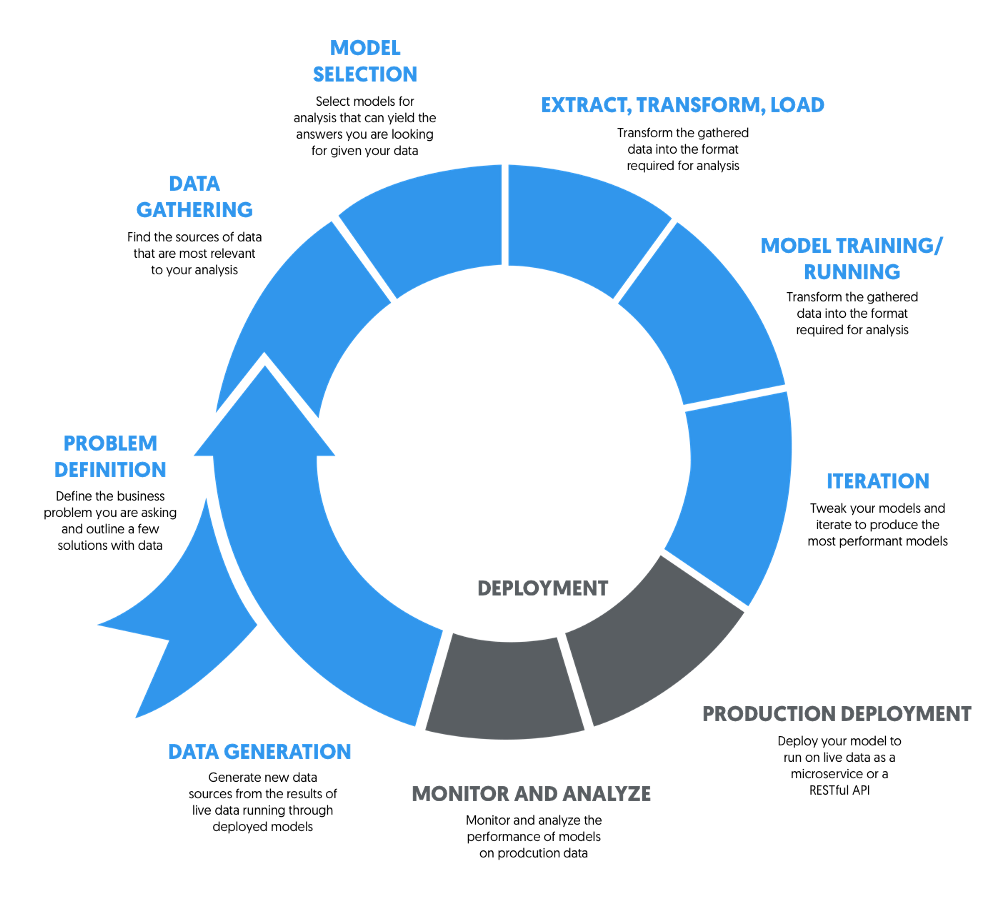 MODEL
SELECTION
Select models for
analysis that can yield the
answers you are looking
for given your data
EXTRACT, TRANSFORM, LOAD
Transform the gathered
data into the format
required for analysis
DATA
GATHERING
Find the sources of data
that are most relevant
to your analysis
MODEL TRAINING/
RUNNING
Transform the gathered
data into the format
required for analysis
PROBLEM
DEFINITION
Define the business
problem you are asking
and outline a few
solutions with data
ITERATION
Tweak your models and
iterate to produce the
most performant models
DEPLOYMENT
PRODUCTION DEPLOYMENT
Deploy your model to
run on live data as a
microservice or a
RESTful API
DATA GENERATION
Generate new data
sources from the results of
live data running through
deployed models
MONITOR AND ANALYZE
Monitor and analyze the
performance of models
on prodcution data